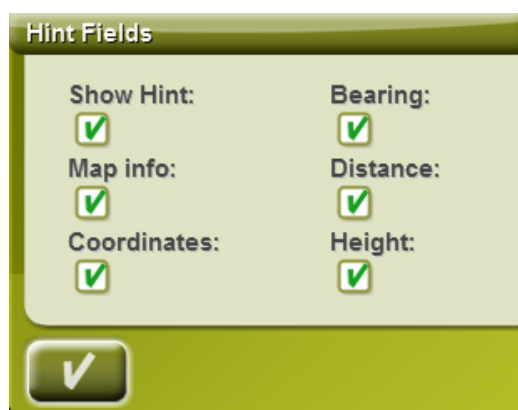 Hint Fields
Show Hint:
Bearing:
Map info:
Distance:
Coordinates:
Height: